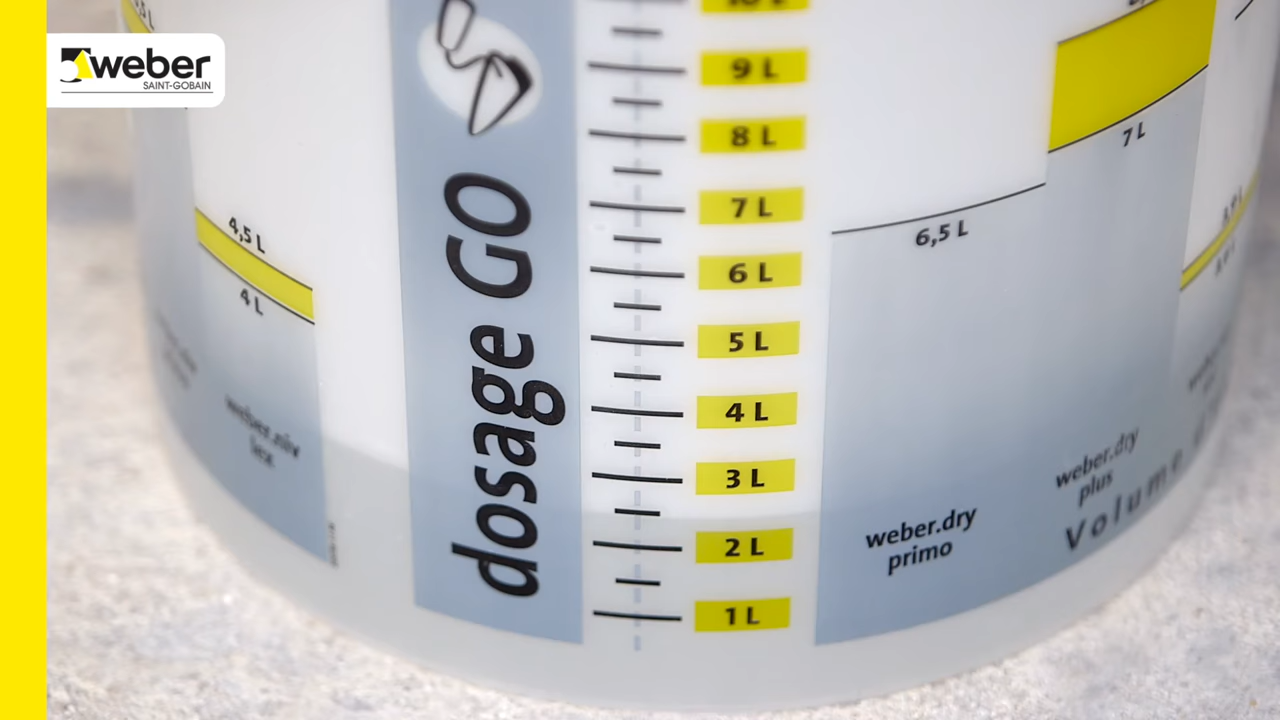 weber
SAINT-GOBAIN
4,5 L
4 L
weber.niv
dosage GO
10 L
9 L
8 L
7 L
6 L
5 L
4 L
3 L
2 L
1 L
6,5 L
weber.dry
primo
7 L
weber.dry
plus
Volume